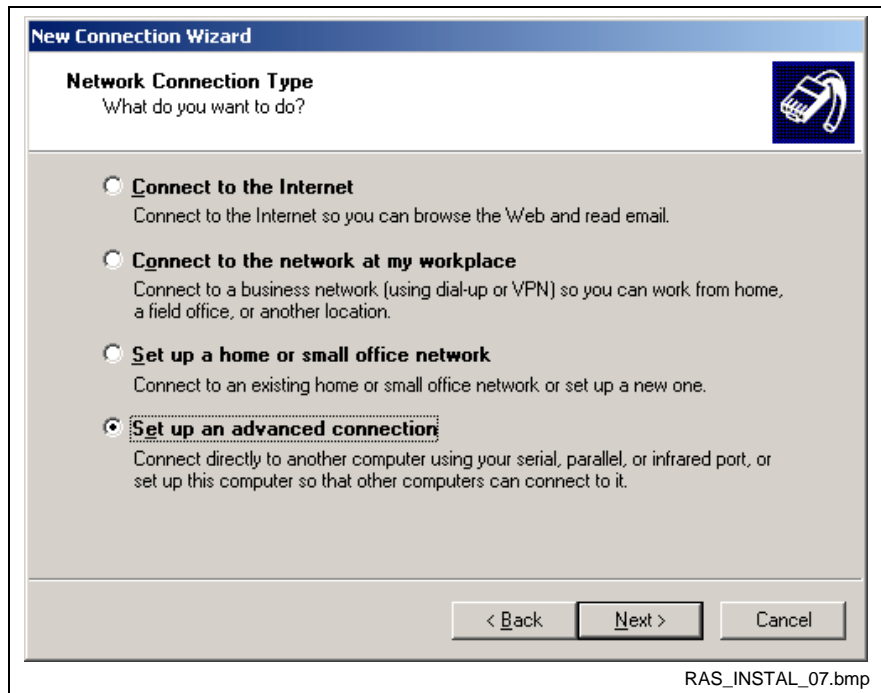 New Connection Wizard
Network Connection Type
What do you want to do?
Connect to the Internet
Connect to the Internet so you can browse the Web and read email.
Connect to the network at my workplace
Connect to a business network (using dial-up or VPN) so you can work from home,
a field office, or another location.
Set up a home or small office network
Connect to an existing home or small office network or set up a new one.
Set up an advanced connection
Connect directly to another computer using your serial, parallel, or infrared port, or
set up this computer so that other computers can connect to it.
< Back Next > Cancel
RAS_INSTAL_07.bmp